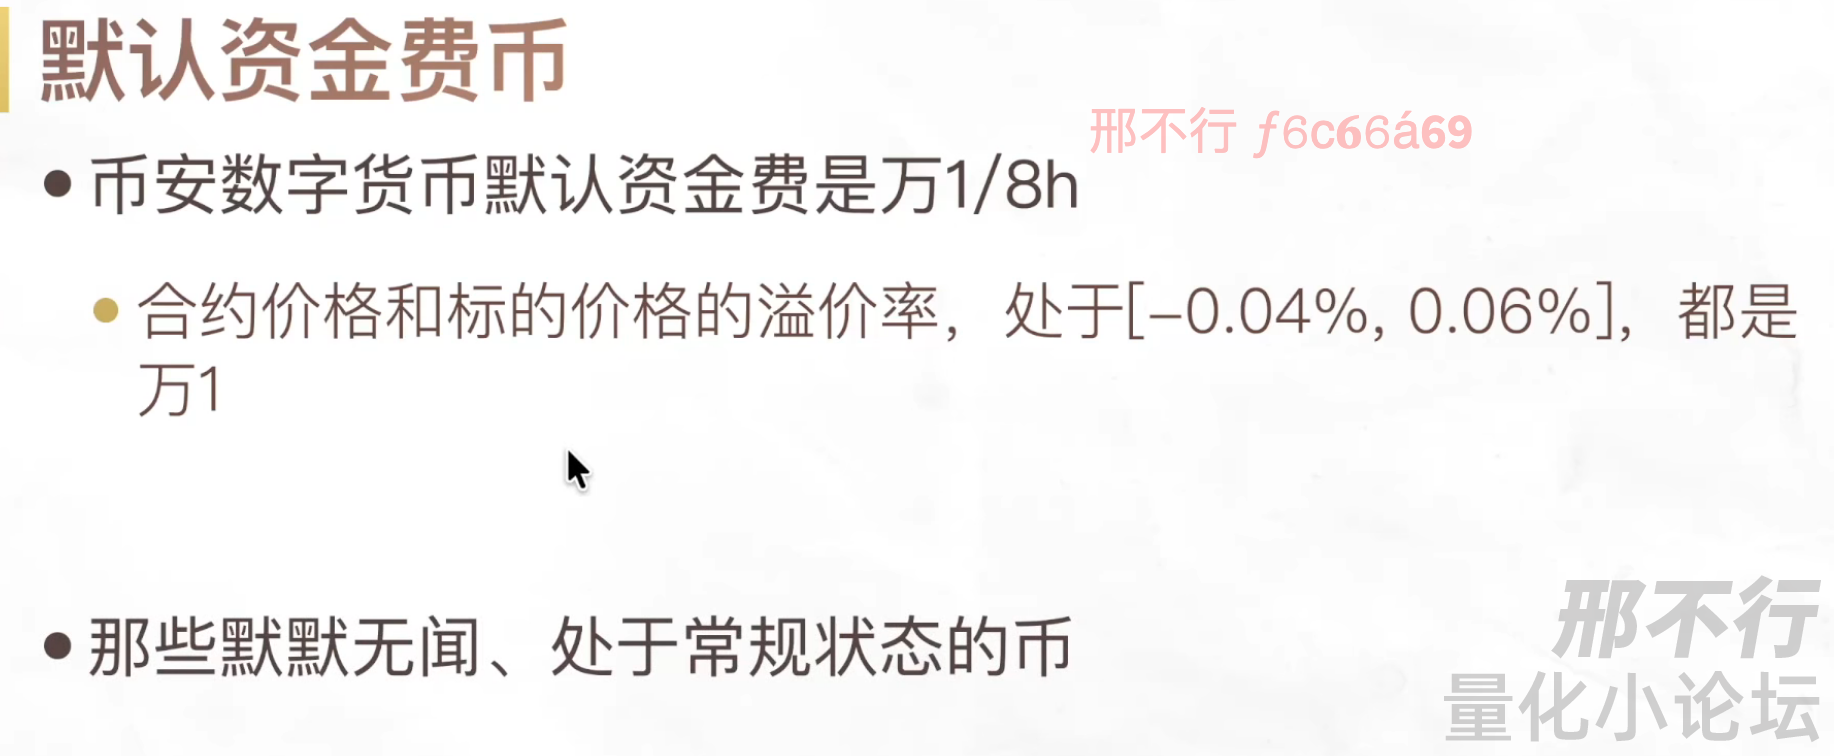 默认资金费币
邢不行 ƒ6c66á69
• 币安数字货币默认资金费是万1/8h
• 合约价格和标的价格的溢价率，处于[-0.04%, 0.06%]，都是
万1
• 那些默默无闻、处于常规状态的币
邢不行
量化小论坛